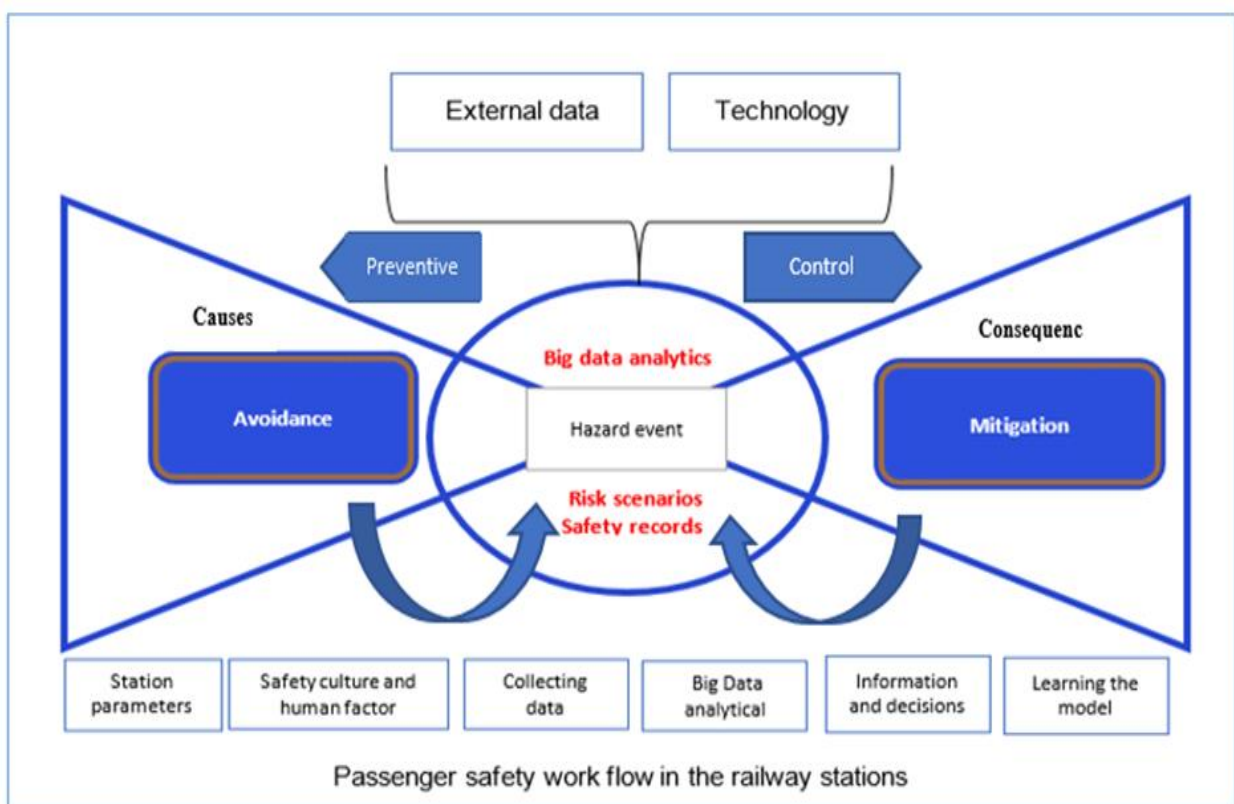 External data
Technology
Preventive
Control
Causes
Consequenc
Big data analytics
Avoidance
Hazard event
Mitigation
Risk scenarios
Safety records
Station
parameters
Safety culture and
human factor
Collecting
data
Big Data
analytical
Information
and decisions
Learning the
model
Passenger safety work flow in the railway stations